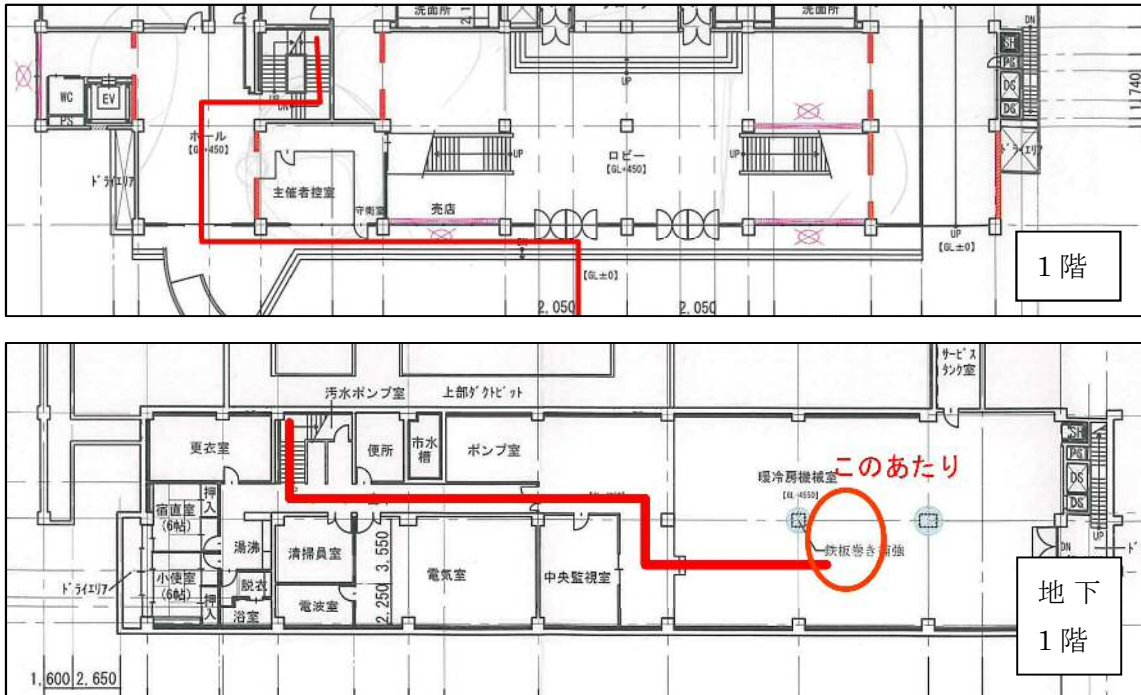 洗面所
洗面所
DN
UP
SK
PS
DS
DS
1,740
WC
EV
PS
UP
DN
UP
ホール
[GL+450]
ロビー
[GL+450]
UP
UP
ドライエリア
ドライエリア
主催者控室
守衛室
売店
DN
UP
[GL±0]
UP
[GL±0]
2,050
2,050
1階
サービス
タンク室
汚水ポンプ室
上部ダクトピット
更衣室
便所
市水
槽
ポンプ室
このあたり
暖冷房機械室
SK
PS
DS
DS
UP
DN
宿直室
(6帖)
押
入
湯沸
清掃員室
3,550
電気室
中央監視室
鉄板巻き補強
小使室
(6帖)
押
入
脱衣
浴室
電波室
2,250
ドライエリア
地下
1階
1,600
2,650